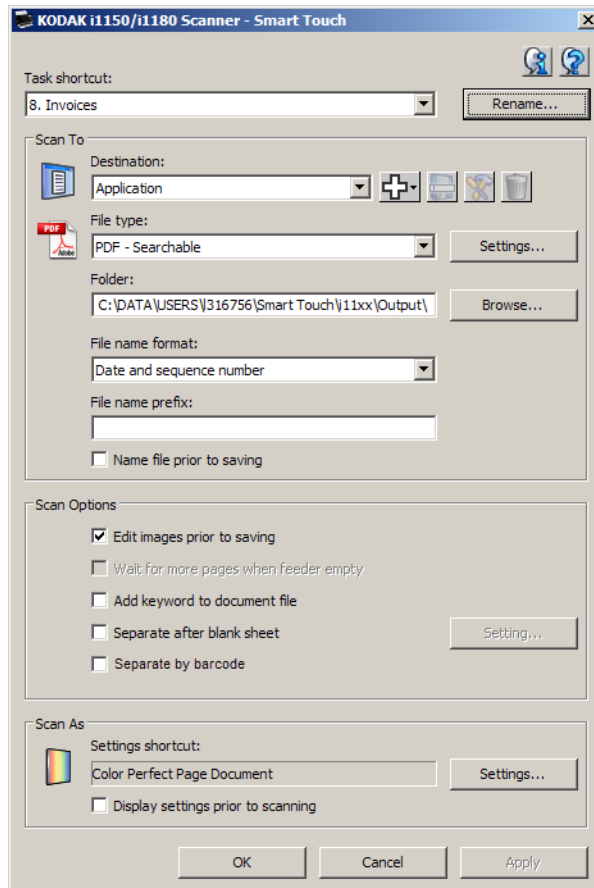 KODAK i1150/i1180 Scanner - Smart Touch
Task shortcut:
8. Invoices
Rename...
Scan To
Destination:
Application
PDF
Adobe
File type:
PDF - Searchable
Settings...
Folder:
C:\DATA\USERS\l316756\Smart Touch\i11xx\Output\
Browse...
File name format:
Date and sequence number
File name prefix:
Name file prior to saving
Scan Options
Edit images prior to saving
Wait for more pages when feeder empty
Add keyword to document file
Separate after blank sheet
Setting...
Separate by barcode
Scan As
Settings shortcut:
Color Perfect Page Document
Settings...
Display settings prior to scanning
OK
Cancel
Apply